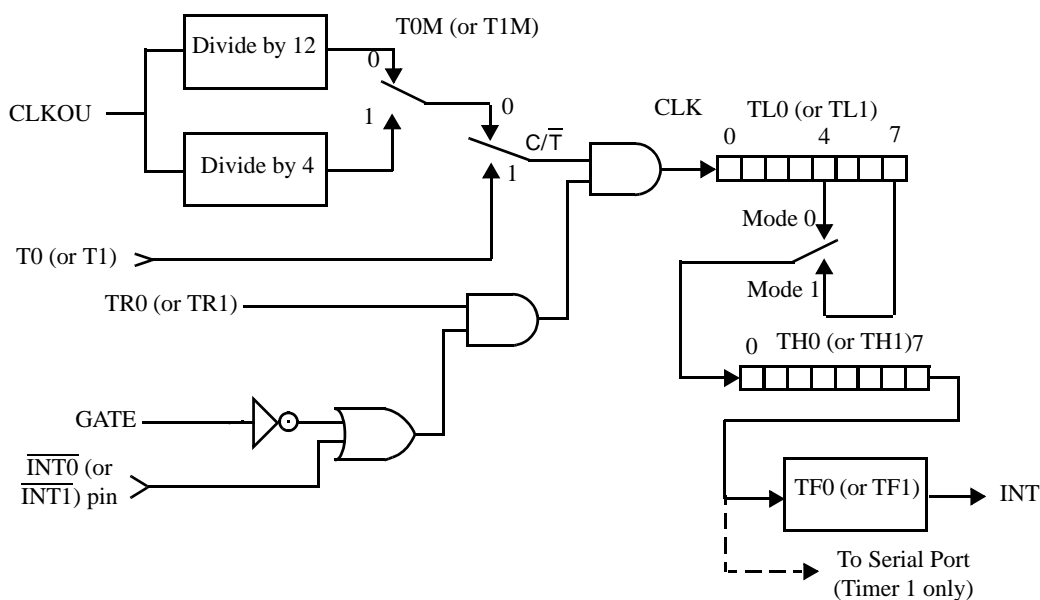 T0M (or T1M)
Divide by 12
0
CLKOU
1
0
C/T̅
1
Divide by 4
CLK
TL0 (or TL1)
0 4 7
T0 (or T1)
Mode 0
Mode 1
TR0 (or TR1)
0 TH0 (or TH1) 7
GATE
I̅N̅T̅0̅ (or
I̅N̅T̅1̅) pin
TF0 (or TF1)
INT
To Serial Port
(Timer 1 only)